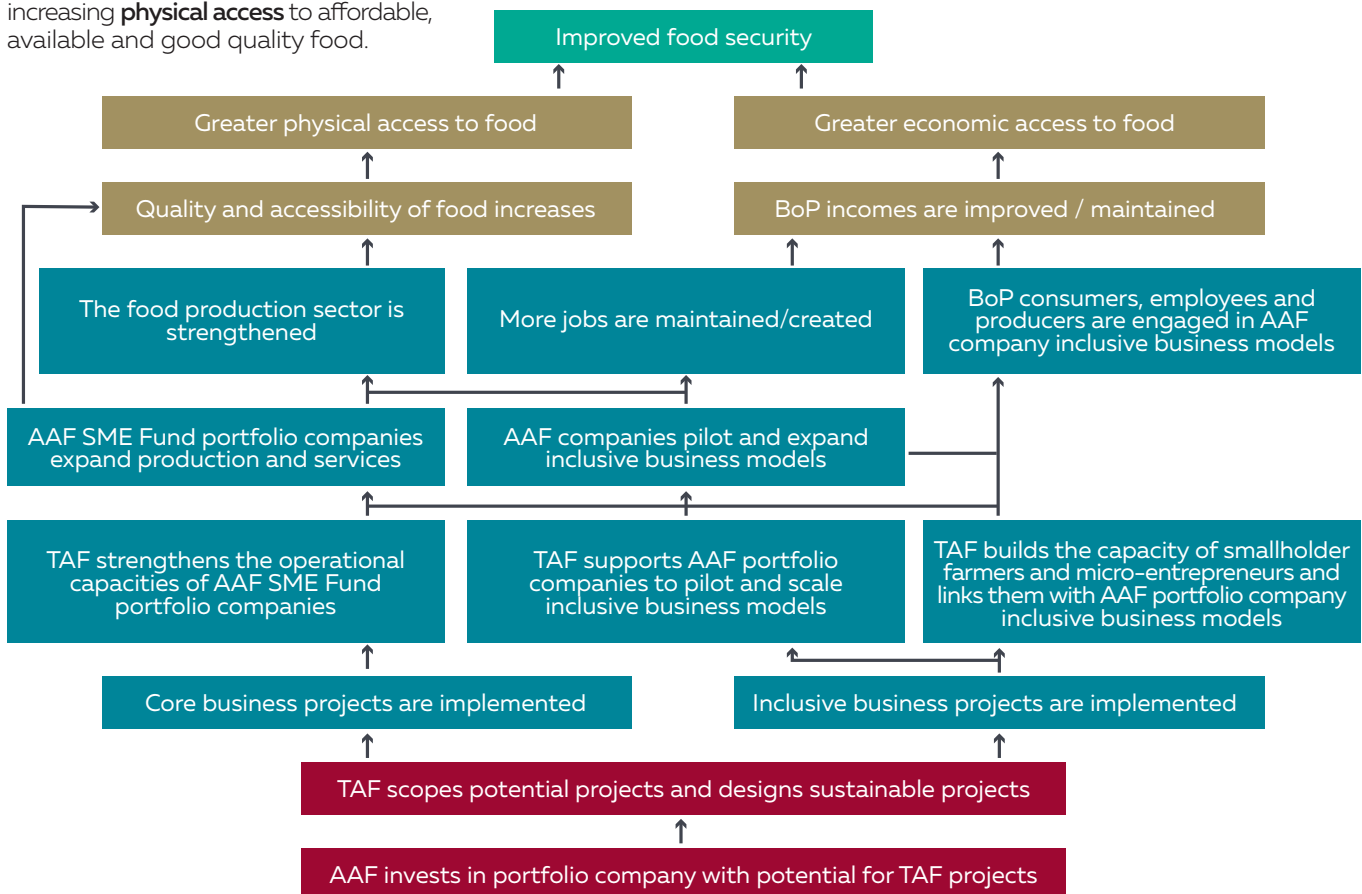 increasing physical access to affordable,
available and good quality food.
Improved food security
Greater physical access to food
Greater economic access to food
Quality and accessibility of food increases
BoP incomes are improved / maintained
The food production sector is
strengthened
More jobs are maintained/created
BoP consumers, employees and
producers are engaged in AAF
company inclusive business models
AAF SME Fund portfolio companies
expand production and services
AAF companies pilot and expand
inclusive business models
TAF strengthens the operational
capacities of AAF SME Fund
portfolio companies
TAF supports AAF portfolio
companies to pilot and scale
inclusive business models
TAF builds the capacity of smallholder
farmers and micro-entrepreneurs and
links them with AAF portfolio company
inclusive business models
Core business projects are implemented
Inclusive business projects are implemented
TAF scopes potential projects and designs sustainable projects
AAF invests in portfolio company with potential for TAF projects